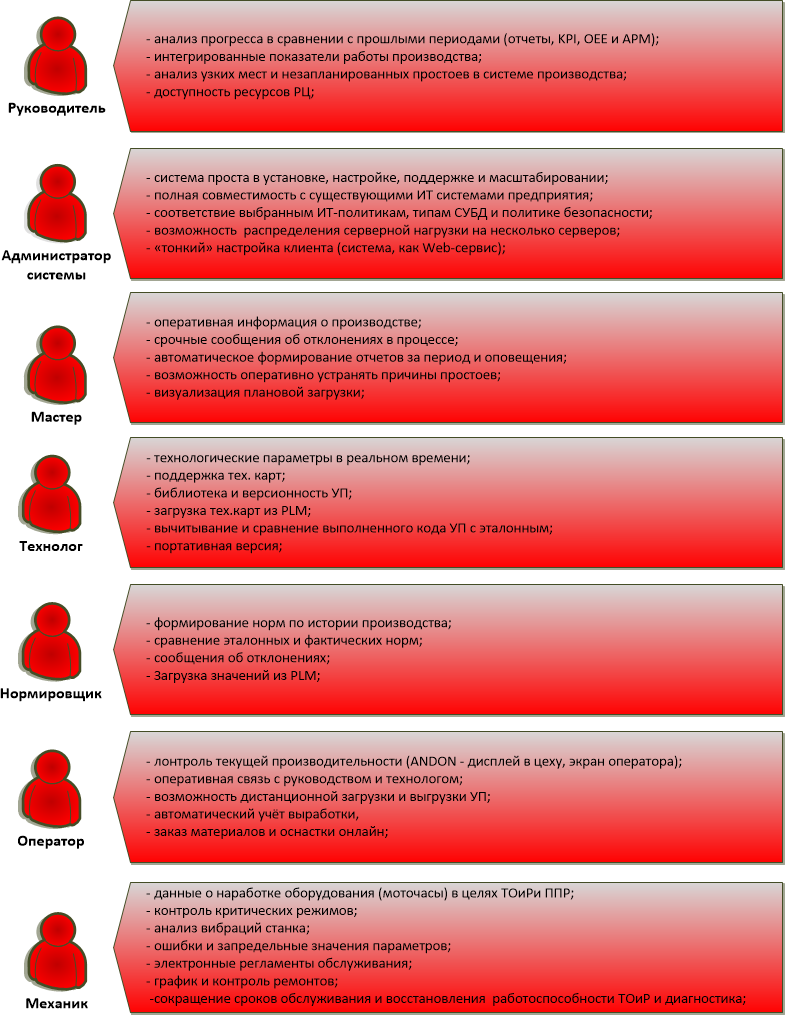 - анализ прогресса в сравнении с прошлыми периодами (отчеты, KPI, OEE и APM);
- интегрированные показатели работы производства;
- анализ узких мест и незапланированных простоев в системе производства;
- доступность ресурсов РЦ;
Руководитель
- система проста в установке, настройке, поддержке и масштабировании;
- полная совместимость с существующими ИТ системами предприятия;
- соответствие выбранным ИТ-политикам, типам СУБД и политике безопасности;
- возможность  распределения серверной нагрузки на несколько серверов;
- «тонкий» настройка клиента (система, как Web-сервис);
Администратор
системы
- оперативная информация о производстве;
- срочные сообщения об отклонениях в процессе;
- автоматическое формирование отчетов за период и оповещения;
- возможность оперативно устранять причины простоев;
- визуализация плановой загрузки;
Мастер
- технологические параметры в реальном времени;
- поддержка тех. карт;
- библиотека и версионность УП;
- загрузка тех.карт из PLM;
- вычитывание и сравнение выполненного кода УП с эталонным;
- портативная версия;
Технолог
- формирование норм по истории производства;
- сравнение эталонных и фактических норм;
- сообщения об отклонениях;
- Загрузка значений из PLM;
Нормировщик
- лонтроль текущей производительности (ANDON - дисплей в цеху, экран оператора);
- оперативная связь с руководством и технологом;
- возможность дистанционной загрузки и выгрузки УП;
- автоматический учёт выработки,
- заказ материалов и оснастки онлайн;
Оператор
- данные о наработке оборудования (моточасы) в целях ТОиРи ППР;
- контроль критических режимов;
- анализ вибраций станка;
- ошибки и запредельные значения параметров;
- электронные регламенты обслуживания;
- график и контроль ремонтов;
-сокращение сроков обслуживания и восстановления  работоспособности ТОиР и диагностика;
Механик